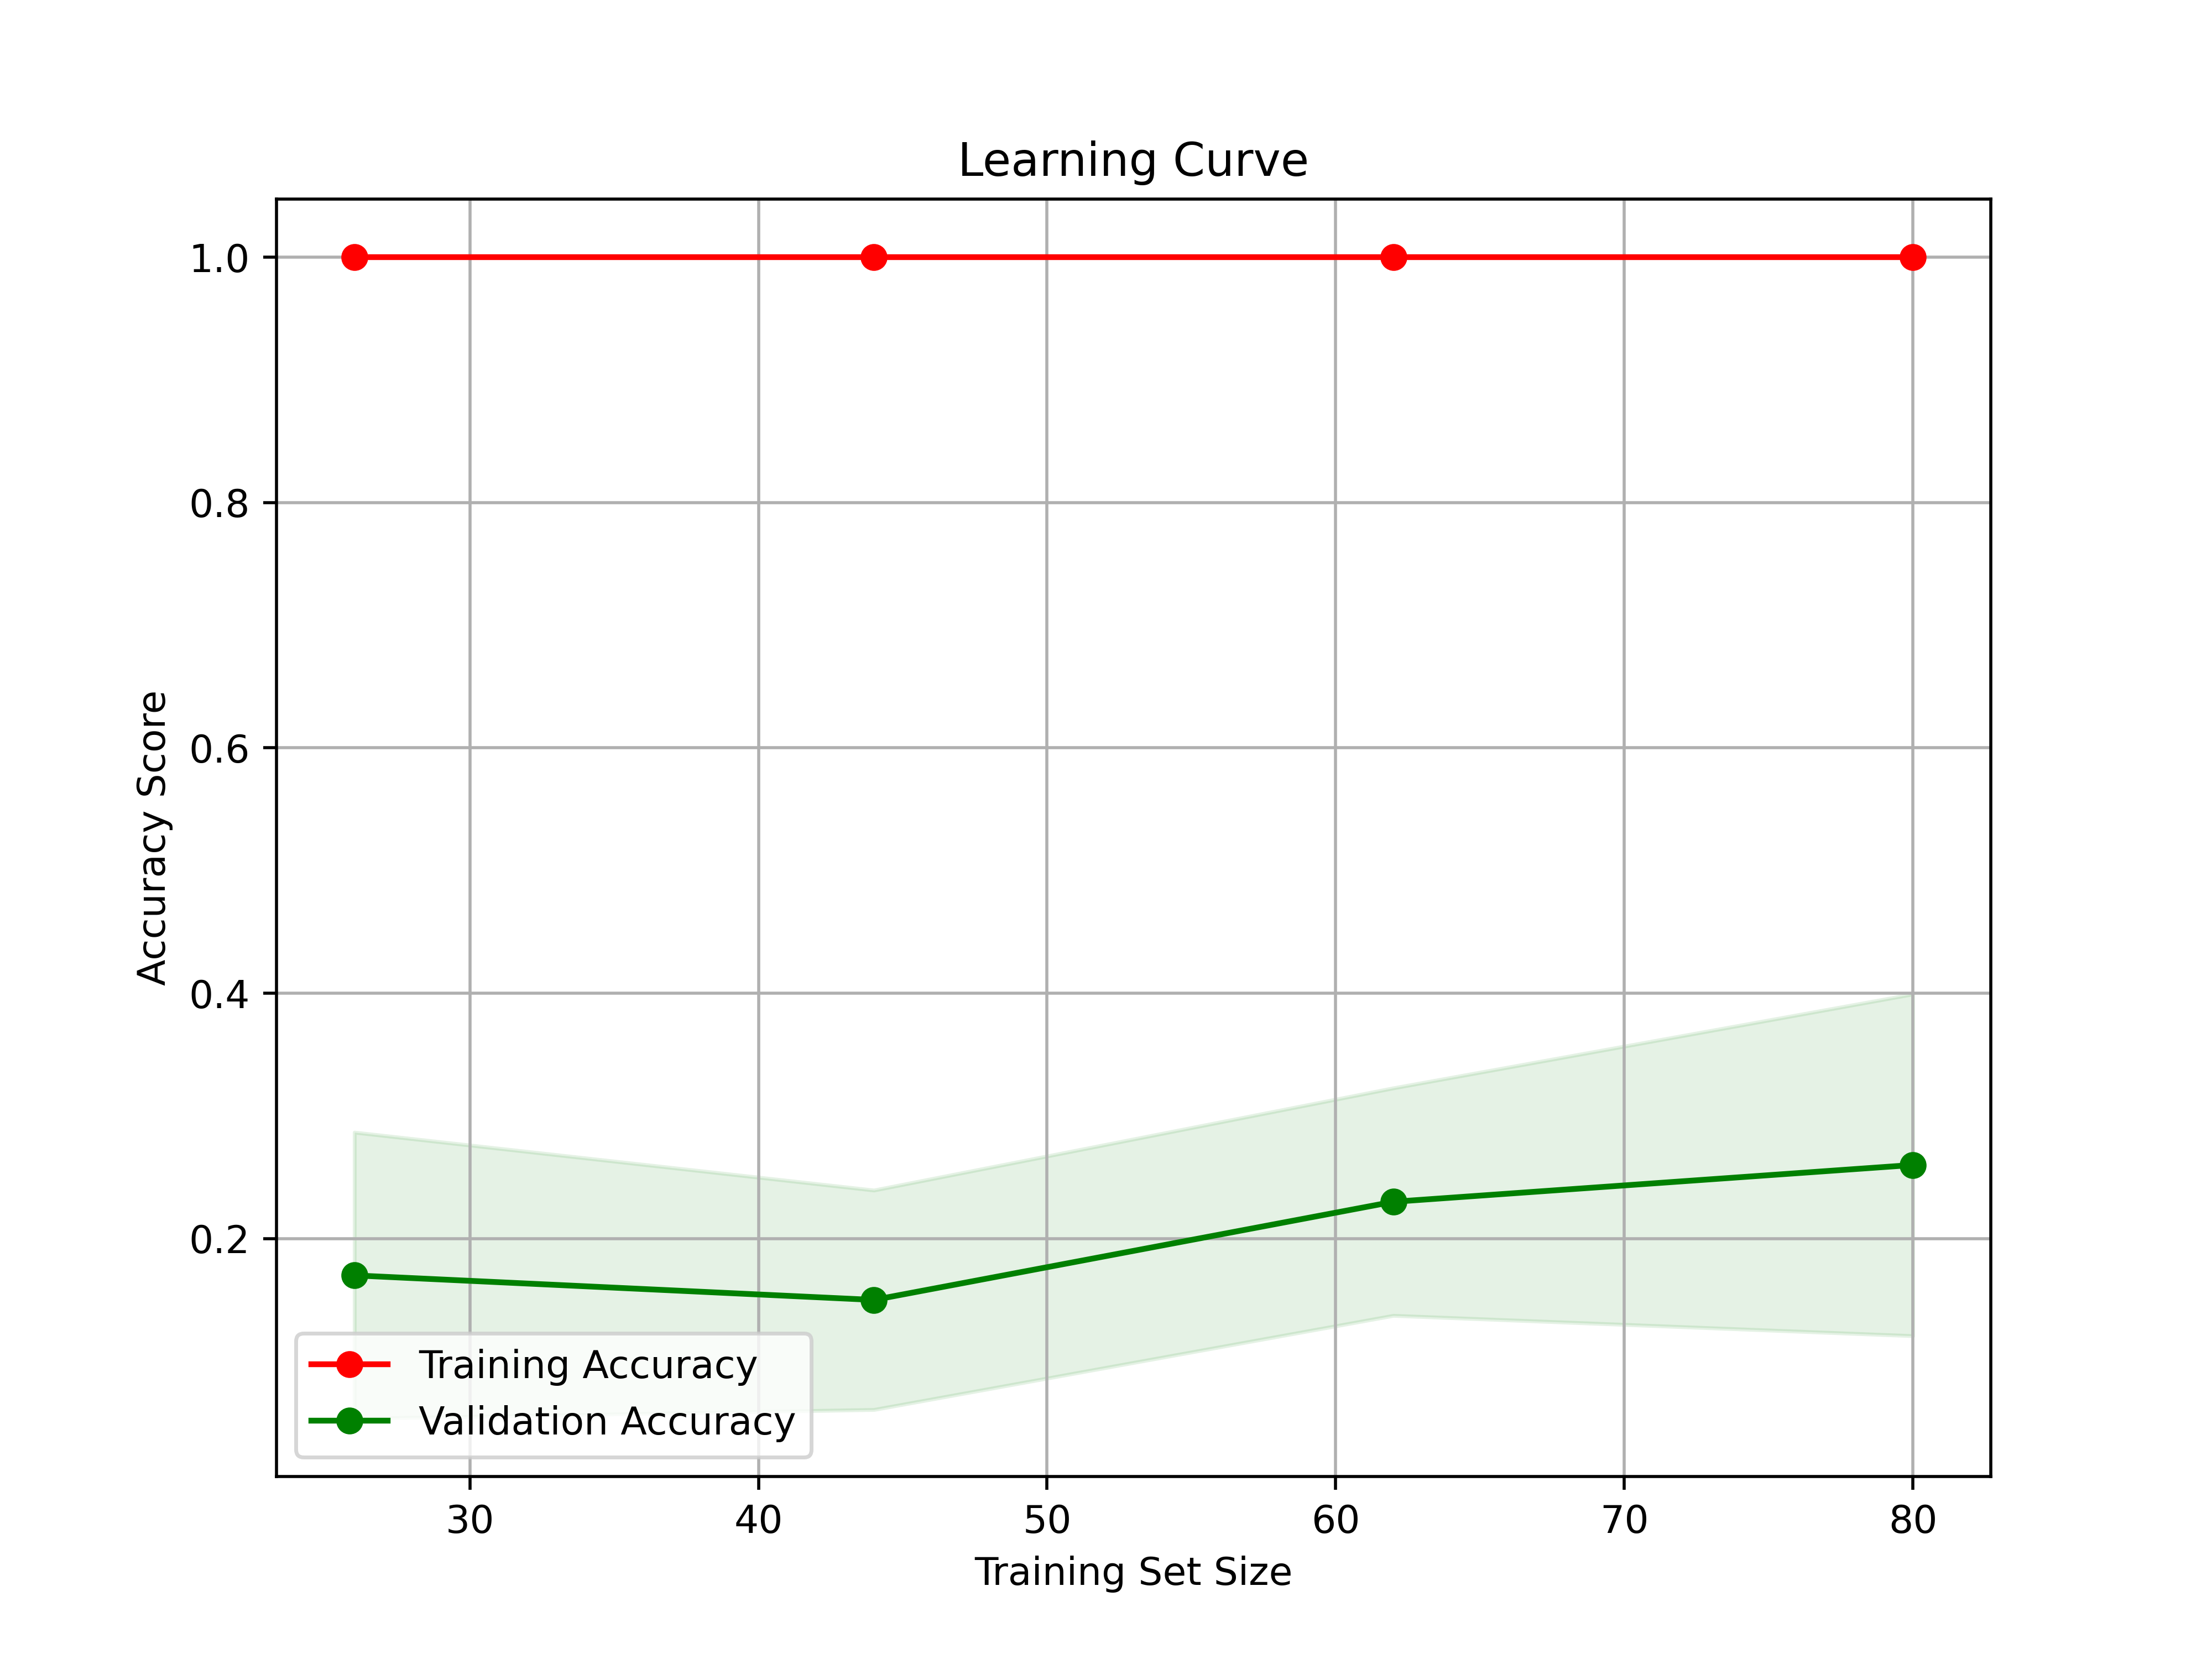 Learning Curve
1.0
0.8
0.6
0.4
0.2
Accuracy Score
Training Accuracy
Validation Accuracy
30 40 50 60 70 80
Training Set Size